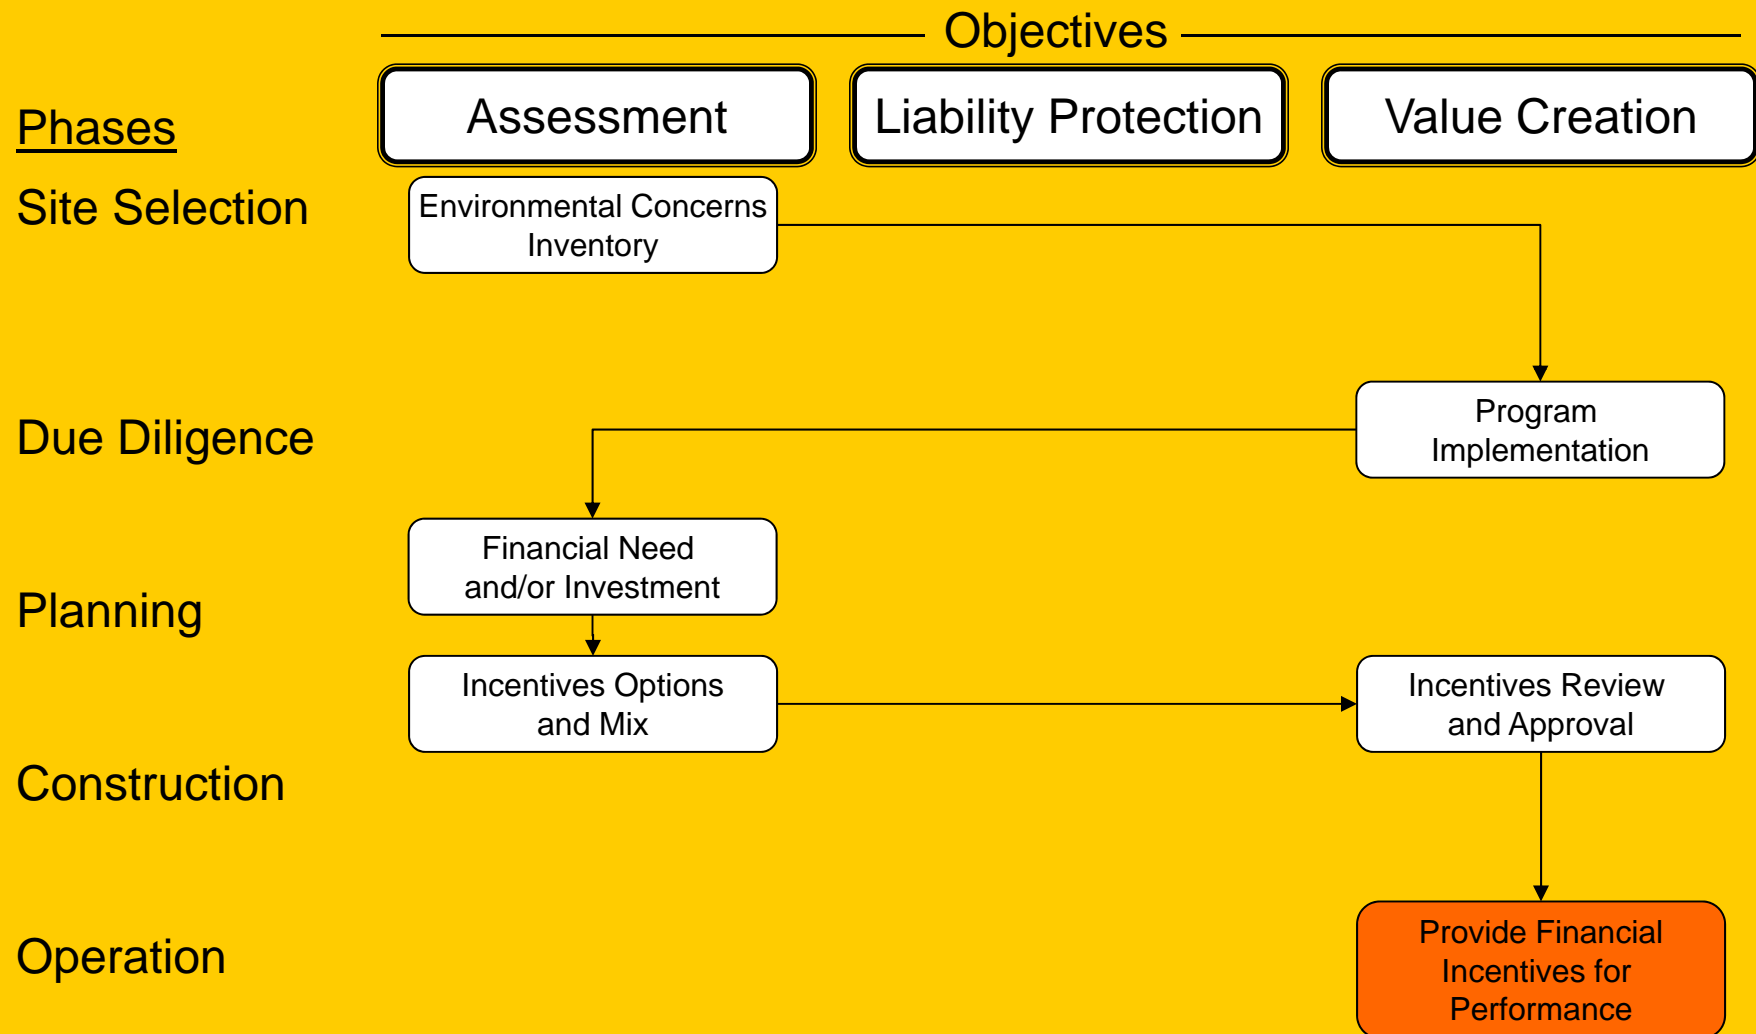 Objectives
Assessment
Liability Protection
Value Creation
Phases
Site Selection
Environmental Concerns
Inventory
Due Diligence
Program
Implementation
Financial Need
and/or Investment
Planning
Incentives Options
and Mix
Incentives Review
and Approval
Construction
Operation
Provide Financial
Incentives for
Performance